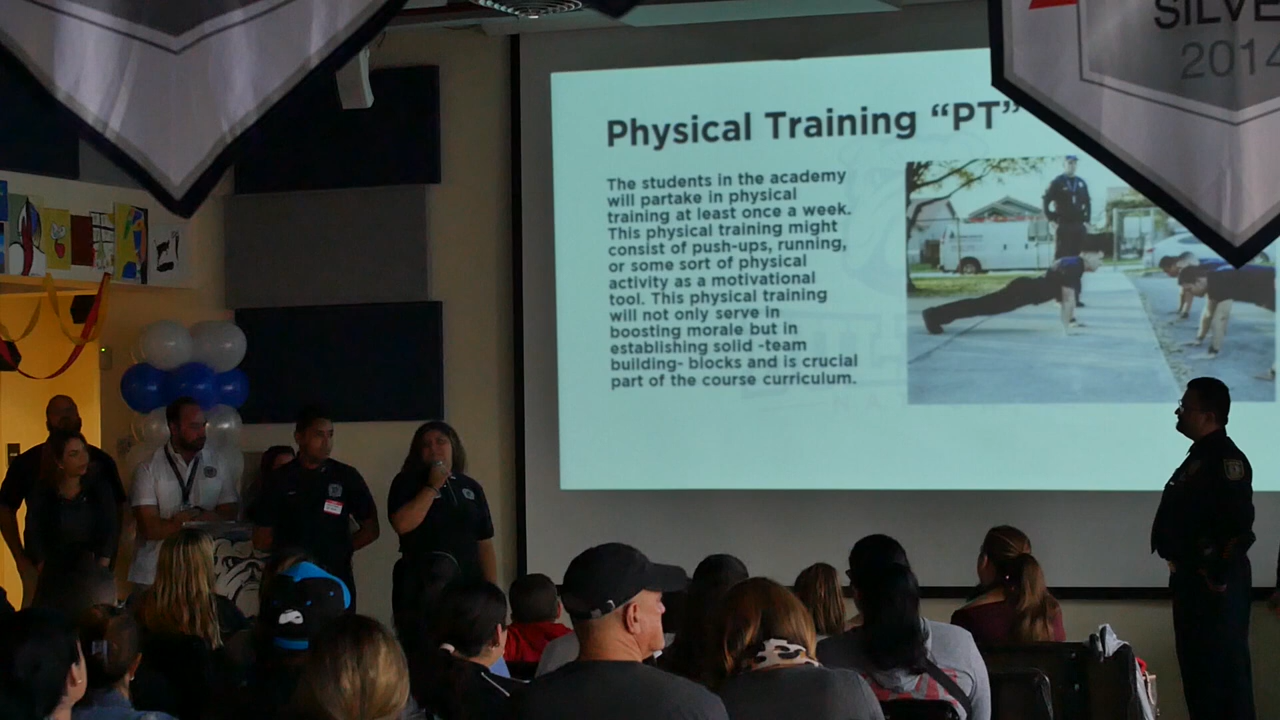 SILVE
2014
Physical Training “PT”
The students in the academy
will partake in physical
training at least once a week.
This physical training might
consist of push-ups, running,
or some sort of physical
activity as a motivational
tool. This physical training
will not only serve in
boosting morale but in
establishing solid -team
building- blocks and is crucial
part of the course curriculum.